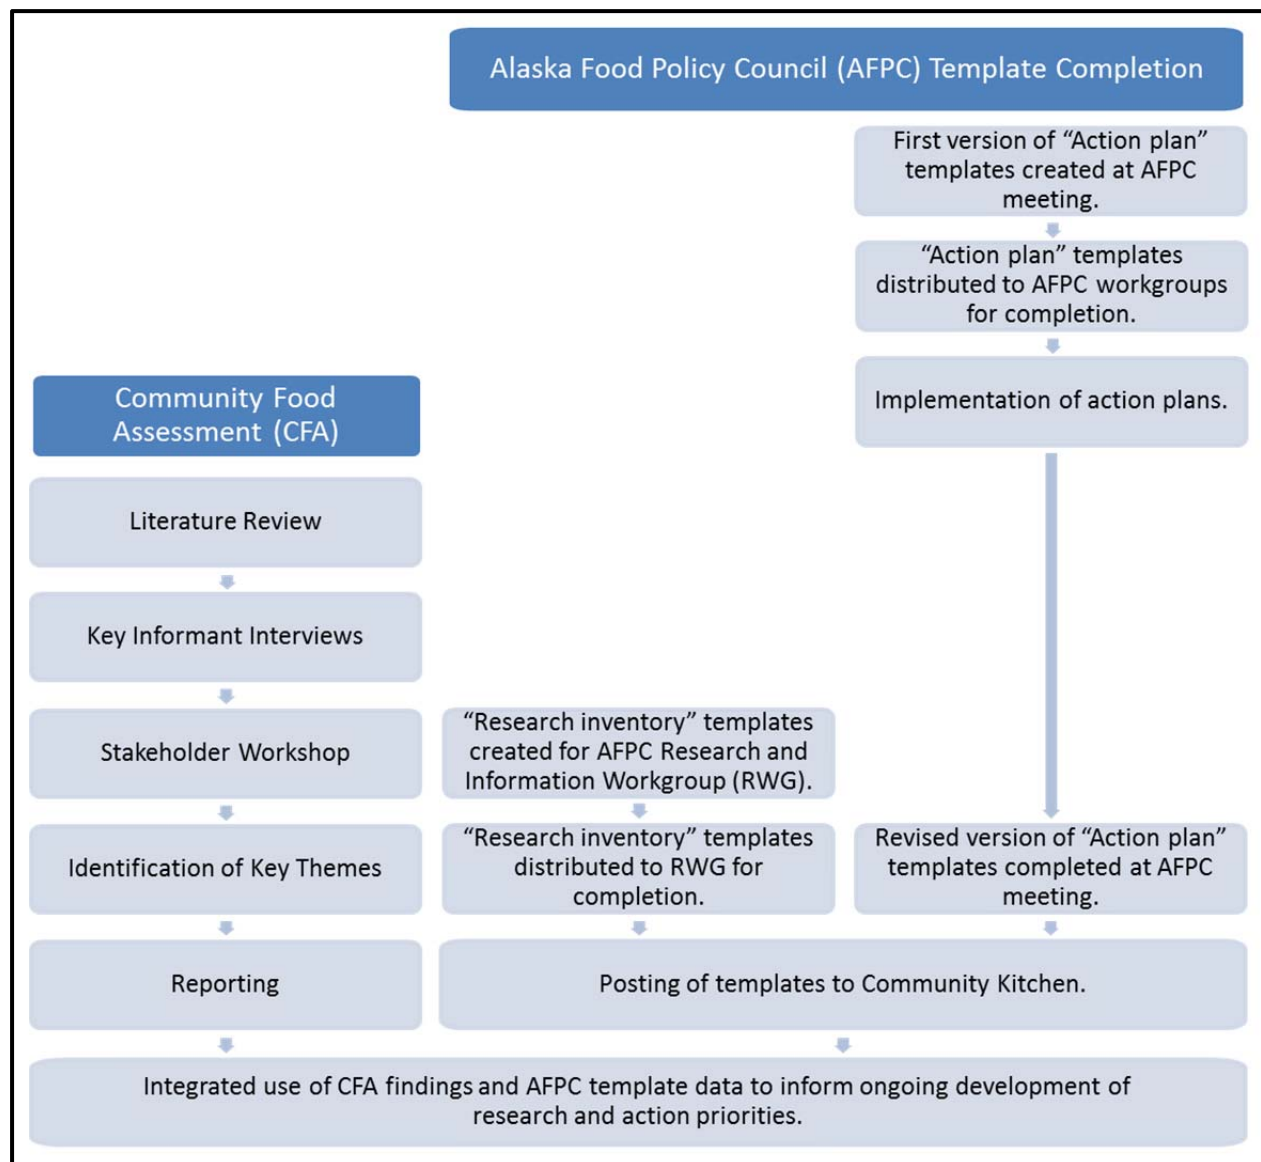 Alaska Food Policy Council (AFPC) Template Completion
First version of “Action plan”
templates created at AFPC
meeting.
“Action plan” templates
distributed to AFPC workgroups
for completion.
Implementation of action plans.
Community Food
Assessment (CFA)
Literature Review
Key Informant Interviews
Stakeholder Workshop
Identification of Key Themes
Reporting
“Research inventory” templates
created for AFPC Research and
Information Workgroup (RWG).
“Research inventory” templates
distributed to RWG for
completion.
Revised version of “Action plan”
templates completed at AFPC
meeting.
Posting of templates to Community Kitchen.
Integrated use of CFA findings and AFPC template data to inform ongoing development of
research and action priorities.